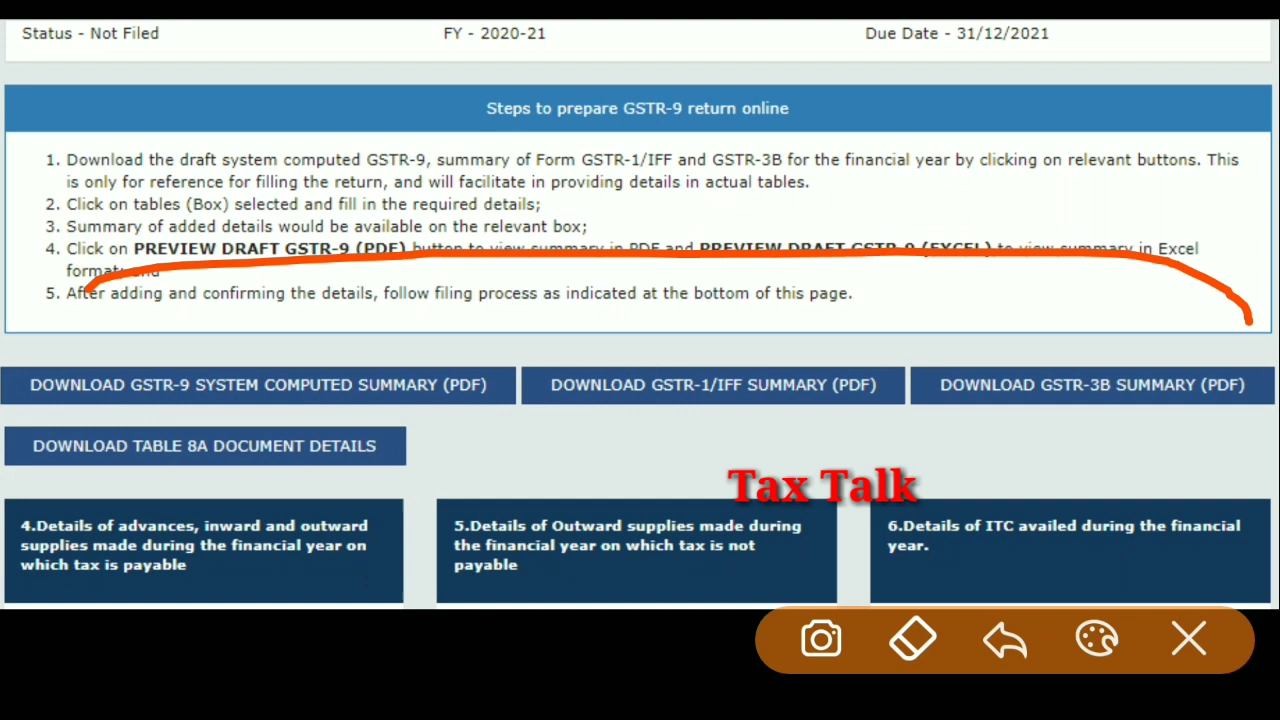 Status - Not Filed FY - 2020-21 Due Date - 31/12/2021
Steps to prepare GSTR-9 return online
1. Download the draft system computed GSTR-9, summary of Form GSTR-1/IFF and GSTR-3B for the financial year by clicking on relevant buttons. This
is only for reference for filling the return, and will facilitate in providing details in actual tables.
2. Click on tables (Box) selected and fill in the required details;
3. Summary of added details would be available on the relevant box;
4. Click on PREVIEW DRAFT GSTR-9 (PDF) button to view summary in PDF and PREVIEW DRAFT GSTR-9 (EXCEL) to view summary in Excel
format; and
5. After adding and confirming the details, follow filing process as indicated at the bottom of this page.
DOWNLOAD GSTR-9 SYSTEM COMPUTED SUMMARY (PDF) DOWNLOAD GSTR-1/IFF SUMMARY (PDF) DOWNLOAD GSTR-3B SUMMARY (PDF)
DOWNLOAD TABLE 8A DOCUMENT DETAILS
Tax Talk
4.Details of advances, inward and outward
supplies made during the financial year on
which tax is payable
5.Details of Outward supplies made during
the financial year on which tax is not
payable
6.Details of ITC availed during the financial
year.